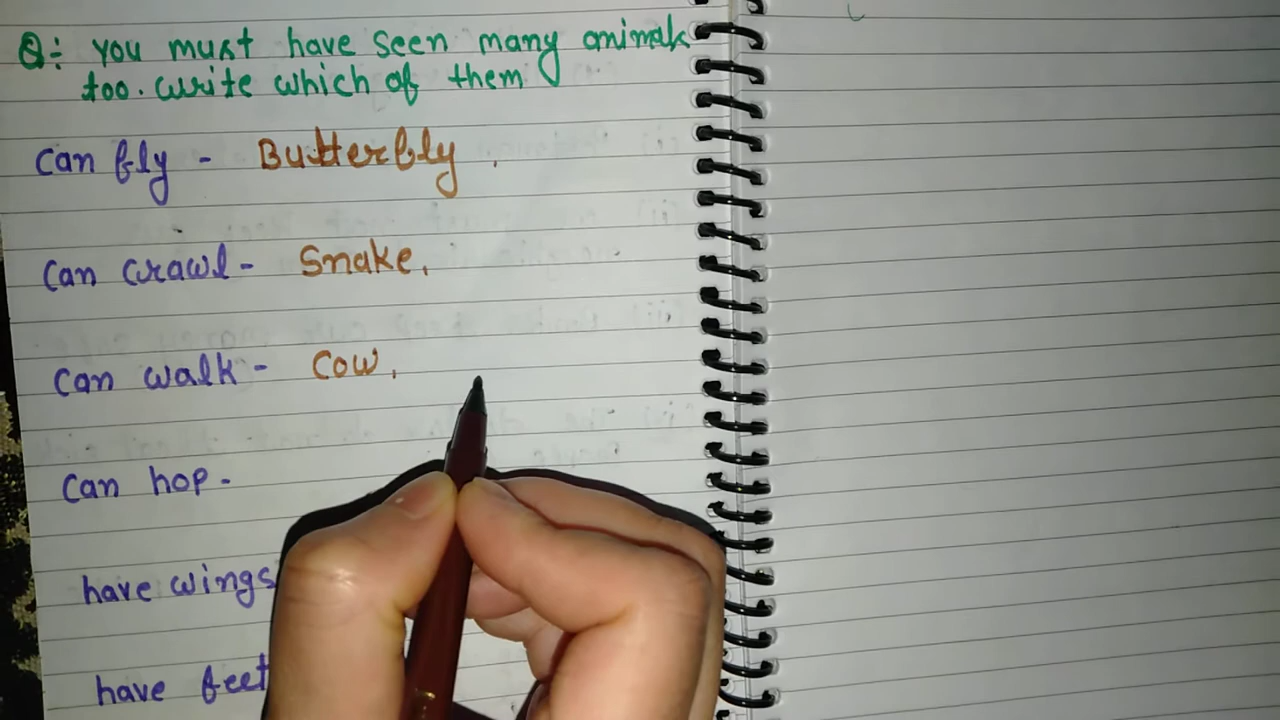 Q:- You must have seen many animals
too. write which of them
Can fly - Butterfly.
Can crawl - Snake.
Can walk - Cow.
Can hop -
have wings
have feet